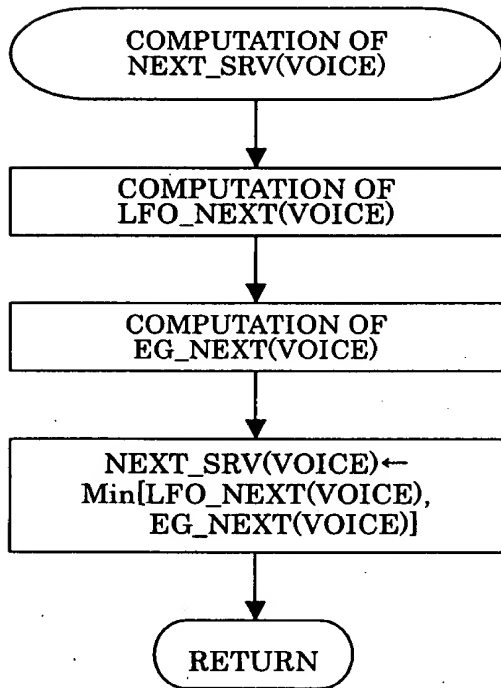 COMPUTATION OF
NEXT_SRV(VOICE)
COMPUTATION OF
LFO_NEXT(VOICE)
COMPUTATION OF
EG_NEXT(VOICE)
NEXT_SRV(VOICE)←
Min[LFO_NEXT(VOICE),
EG_NEXT(VOICE)]
RETURN